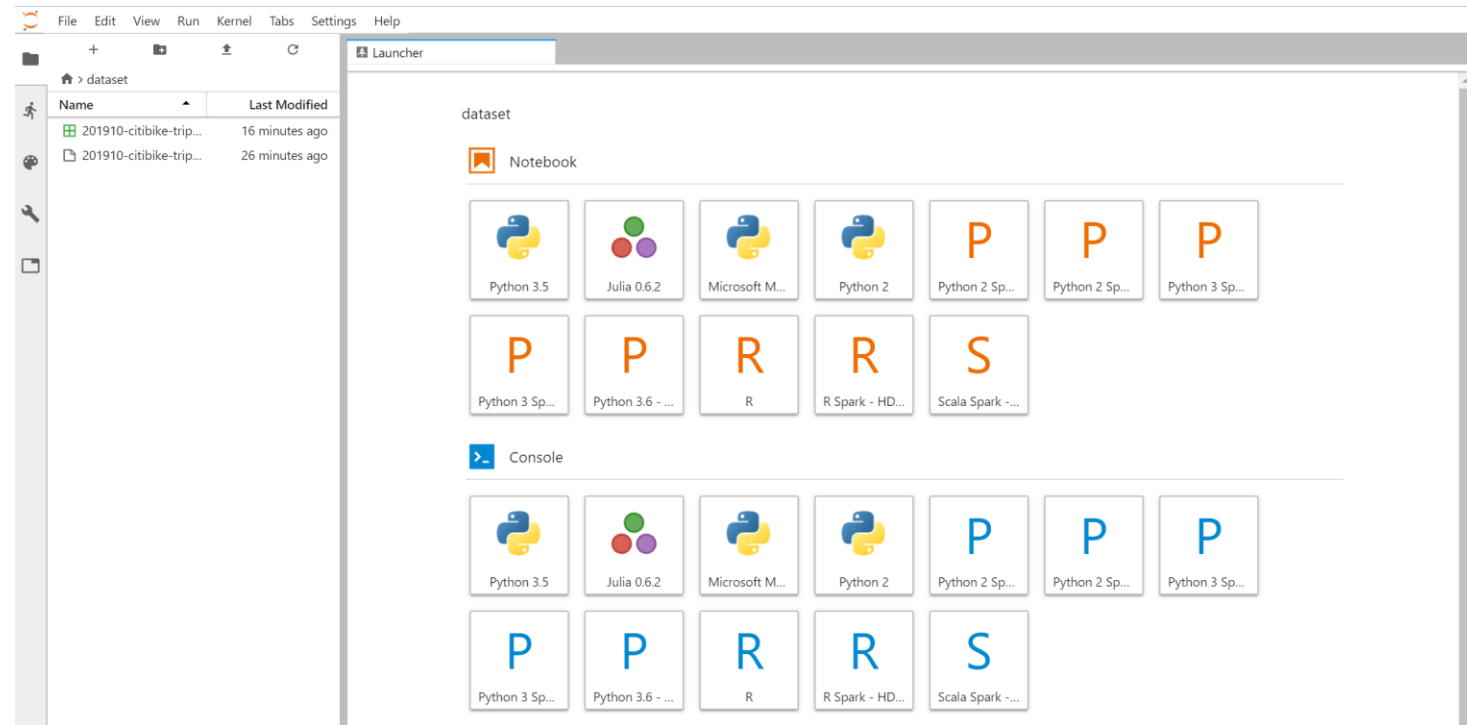 File Edit View Run Kernel Tabs Settings Help
Launcher
> dataset
Name Last Modified
201910-citibike-trip... 16 minutes ago
201910-citibike-trip... 26 minutes ago
dataset
Notebook
Python 3.5 Julia 0.6.2 Microsoft M... Python 2 Python 2 Sp... Python 2 Sp... Python 3 Sp...
P P P
Python 3 Sp... Python 3.6 - ... R R Spark - HD... Scala Spark -...
P P R R S
>_ Console
Python 3.5 Julia 0.6.2 Microsoft M... Python 2 Python 2 Sp... Python 2 Sp... Python 3 Sp...
P P P
Python 3 Sp... Python 3.6 - ... R R Spark - HD... Scala Spark -...
P P R R S